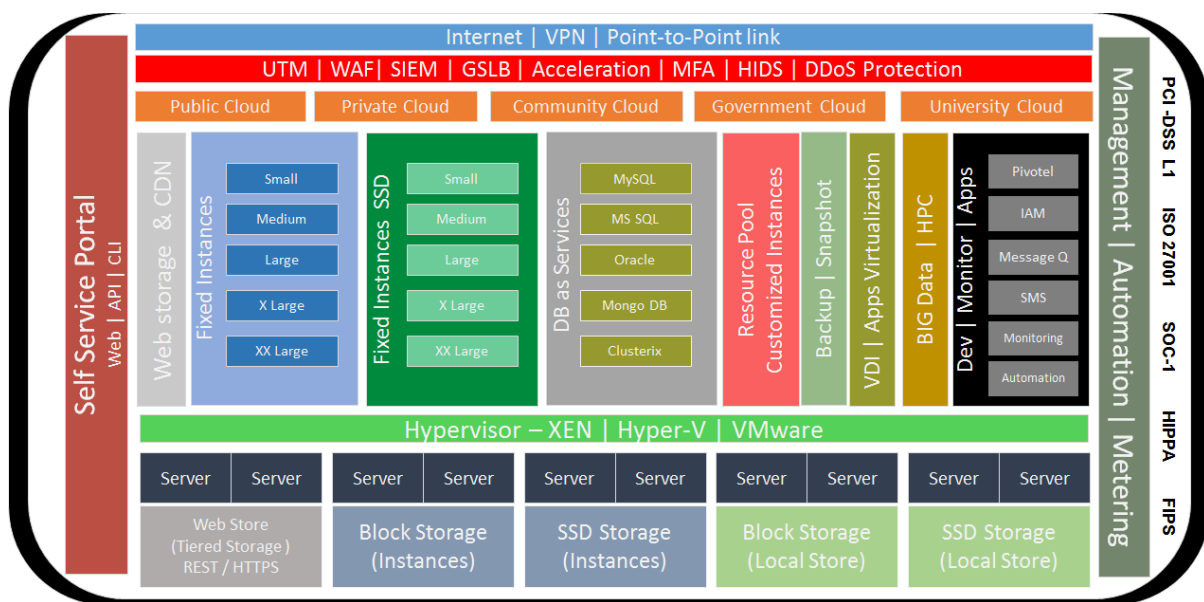 Internet | VPN | Point-to-Point link
UTM | WAF| SIEM | GSLB | Acceleration | MFA | HIDS | DDoS Protection
Public Cloud
Private Cloud
Community Cloud
Government Cloud
University Cloud
Self Service Portal
Web | API | CLI
Web storage & CDN
Fixed Instances
Small
Medium
Large
X Large
XX Large
Fixed Instances SSD
Small
Medium
Large
X Large
XX Large
DB as Services
MySQL
MS SQL
Oracle
Mongo DB
Clusterix
Resource Pool
Customized Instances
Backup | Snapshot
VDI | Apps Virtualization
BIG Data | HPC
Dev | Monitor | Apps
Pivotel
IAM
Message Q
SMS
Monitoring
Automation
Management | Automation | Metering
PCI -DSS L1
ISO 27001
SOC-1
HIPPA
FIPS
Hypervisor – XEN | Hyper-V | VMware
Server
Server
Server
Server
Server
Server
Server
Server
Server
Server
Web Store
(Tiered Storage )
REST / HTTPS
Block Storage
(Instances)
SSD Storage
(Instances)
Block Storage
(Local Store)
SSD Storage
(Local Store)